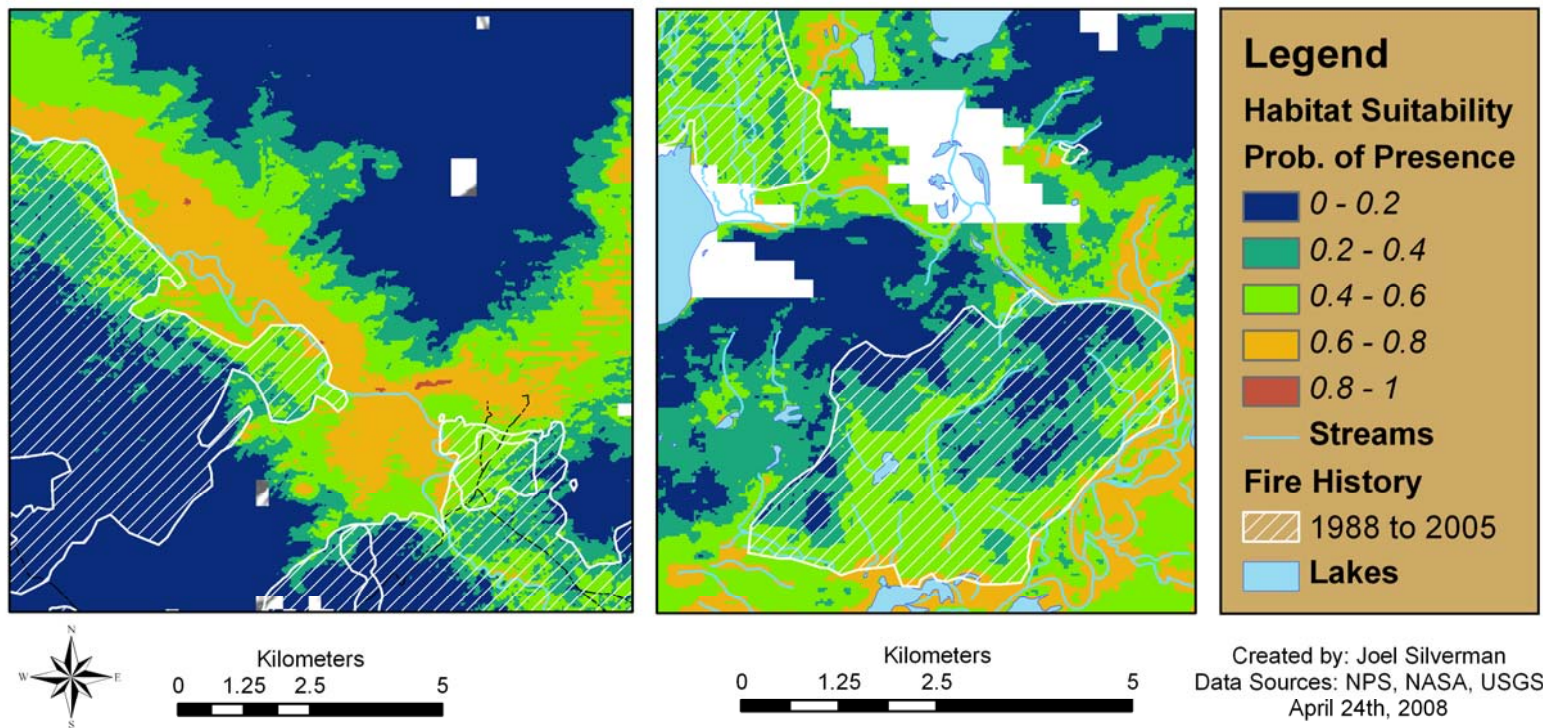 Legend
Habitat Suitability
Prob. of Presence
0 - 0.2
0.2 - 0.4
0.4 - 0.6
0.6 - 0.8
0.8 - 1
Streams
Fire History
1988 to 2005
Lakes
N
W E
S
Kilometers
0 1.25 2.5 5
Kilometers
0 1.25 2.5 5
Created by: Joel Silverman
Data Sources: NPS, NASA, USGS
April 24th, 2008